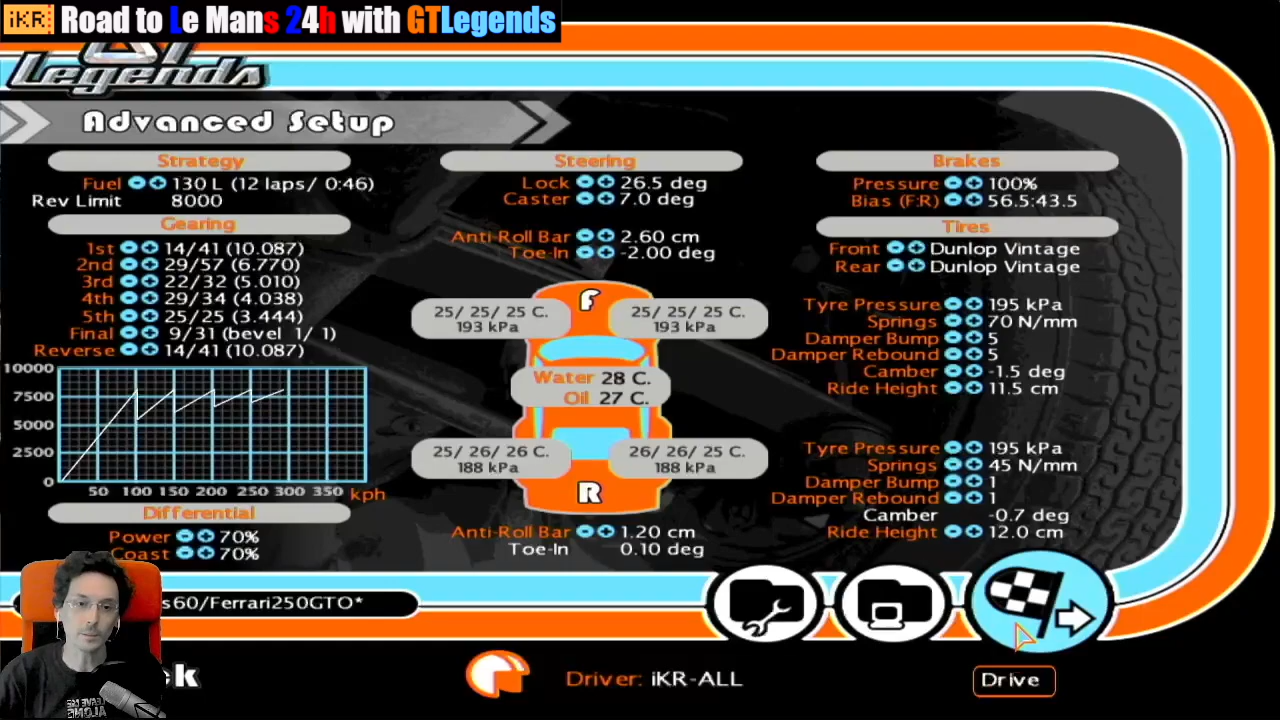 iKR Road to Le Mans 24h with GTLegends
Legends
Advanced Setup
Strategy
Fuel 130 L (12 laps/ 0:46)
Rev Limit 8000
Gearing
1st 14/41 (10.087)
2nd 29/57 (6.770)
3rd 22/32 (5.010)
4th 29/34 (4.038)
5th 25/25 (3.444)
Final 9/31 (bevel 1/ 1)
Reverse 14/41 (10.087)
10000
7500
5000
2500
0
50 100 150 200 250 300 350 kph
Differential
Power 70%
Coast 70%
Steering
Lock 26.5 deg
Caster 7.0 deg
Anti-Roll Bar 2.60 cm
Toe-In -2.00 deg
F
25/ 25/ 25 C.
193 kPa
25/ 25/ 25 C.
193 kPa
Water 28 C.
Oil 27 C.
25/ 26/ 26 C.
188 kPa
26/ 26/ 25 C.
188 kPa
R
Anti-Roll Bar 1.20 cm
Toe-In 0.10 deg
Brakes
Pressure 100%
Bias (F:R) 56.5:43.5
Tires
Front Dunlop Vintage
Rear Dunlop Vintage
Tyre Pressure 195 kPa
Springs 70 N/mm
Damper Bump 5
Damper Rebound 5
Camber -1.5 deg
Ride Height 11.5 cm
Tyre Pressure 195 kPa
Springs 45 N/mm
Damper Bump 1
Damper Rebound 1
Camber -0.7 deg
Ride Height 12.0 cm
s60/Ferrari250GTO*
ck
Driver: iKR-ALL
Drive